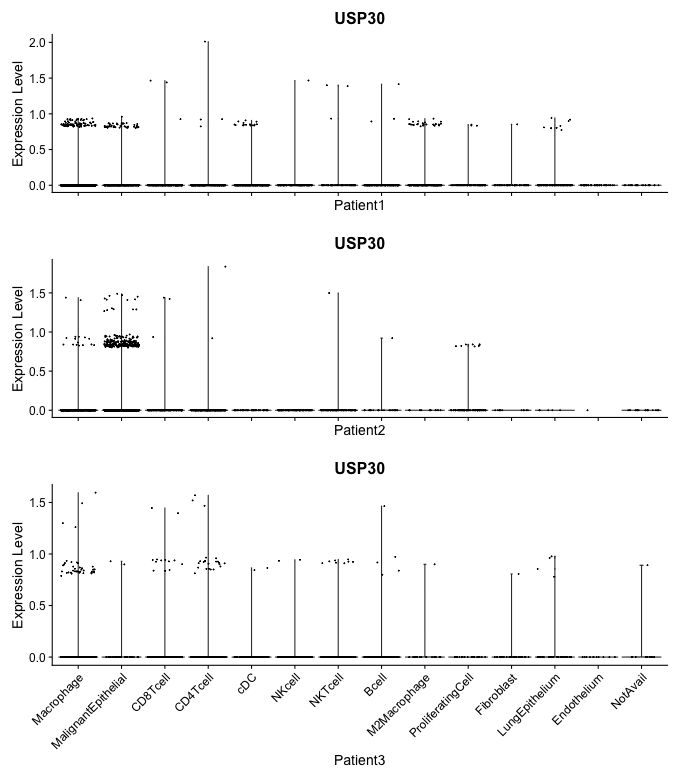 USP30
Expression Level
2.0
1.5
1.0
0.5
0.0
Patient1
USP30
Expression Level
1.5
1.0
0.5
0.0
Patient2
USP30
Expression Level
1.5
1.0
0.5
0.0
Macrophage
MalignantEpithelial
CD8Tcell
CD4Tcell
cDC
NKcell
NKTcell
Bcell
M2Macrophage
ProliferatingCell
Fibroblast
LungEpithelium
Endothelium
NotAvail
Patient3